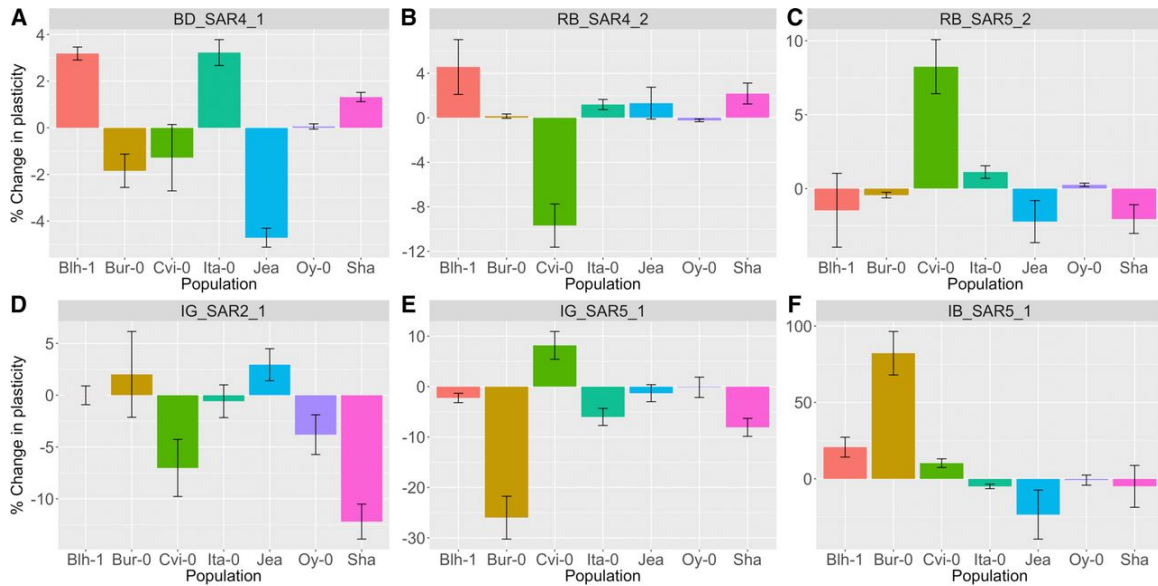 A
BD_SAR4_1
% Change in plasticity
4
2
0
-2
-4
Blh-1 Bur-0 Cvi-0 Ita-0 Jea Oy-0 Sha
Population
B
RB_SAR4_2
4
0
-4
-8
-12
Blh-1 Bur-0 Cvi-0 Ita-0 Jea Oy-0 Sha
Population
C
RB_SAR5_2
10
5
0
Blh-1 Bur-0 Cvi-0 Ita-0 Jea Oy-0 Sha
Population
D
IG_SAR2_1
% Change in plasticity
5
0
-5
-10
Blh-1 Bur-0 Cvi-0 Ita-0 Jea Oy-0 Sha
Population
E
IG_SAR5_1
10
0
-10
-20
-30
Blh-1 Bur-0 Cvi-0 Ita-0 Jea Oy-0 Sha
Population
F
IB_SAR5_1
100
50
0
Blh-1 Bur-0 Cvi-0 Ita-0 Jea Oy-0 Sha
Population